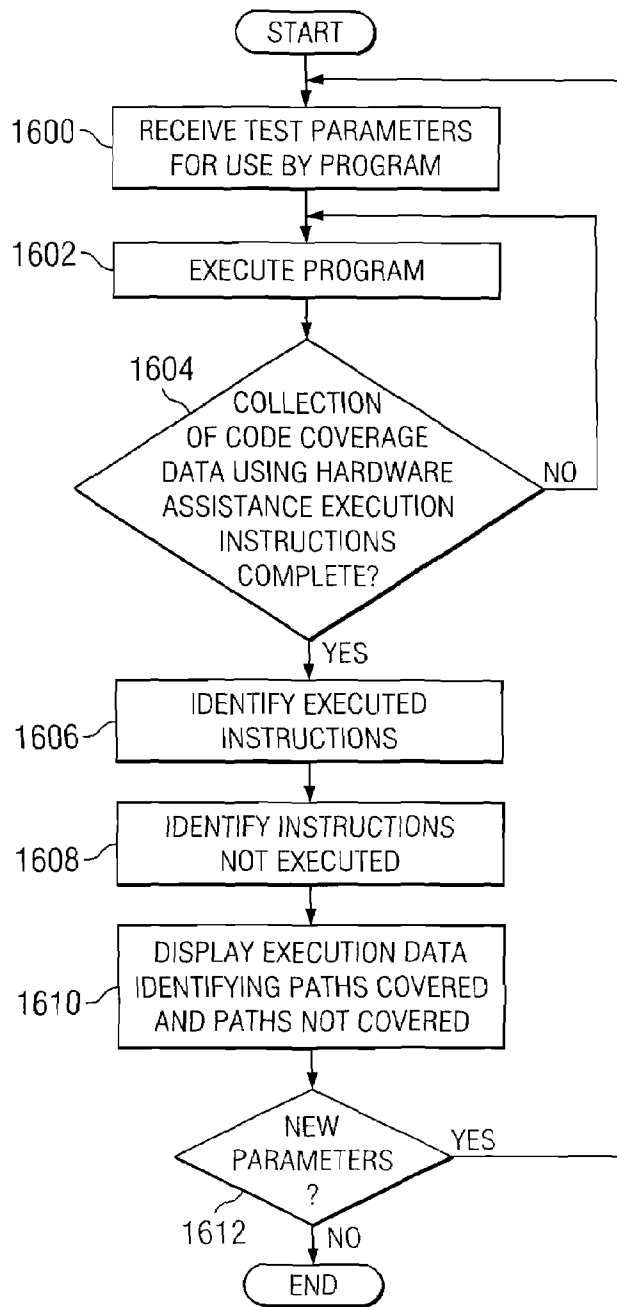 START
1600
RECEIVE TEST PARAMETERS
FOR USE BY PROGRAM
1602
EXECUTE PROGRAM
1604
COLLECTION
OF CODE COVERAGE
DATA USING HARDWARE
ASSISTANCE EXECUTION
INSTRUCTIONS
COMPLETE?
NO
YES
1606
IDENTIFY EXECUTED
INSTRUCTIONS
1608
IDENTIFY INSTRUCTIONS
NOT EXECUTED
1610
DISPLAY EXECUTION DATA
IDENTIFYING PATHS COVERED
AND PATHS NOT COVERED
NEW
PARAMETERS
?
YES
1612
NO
END